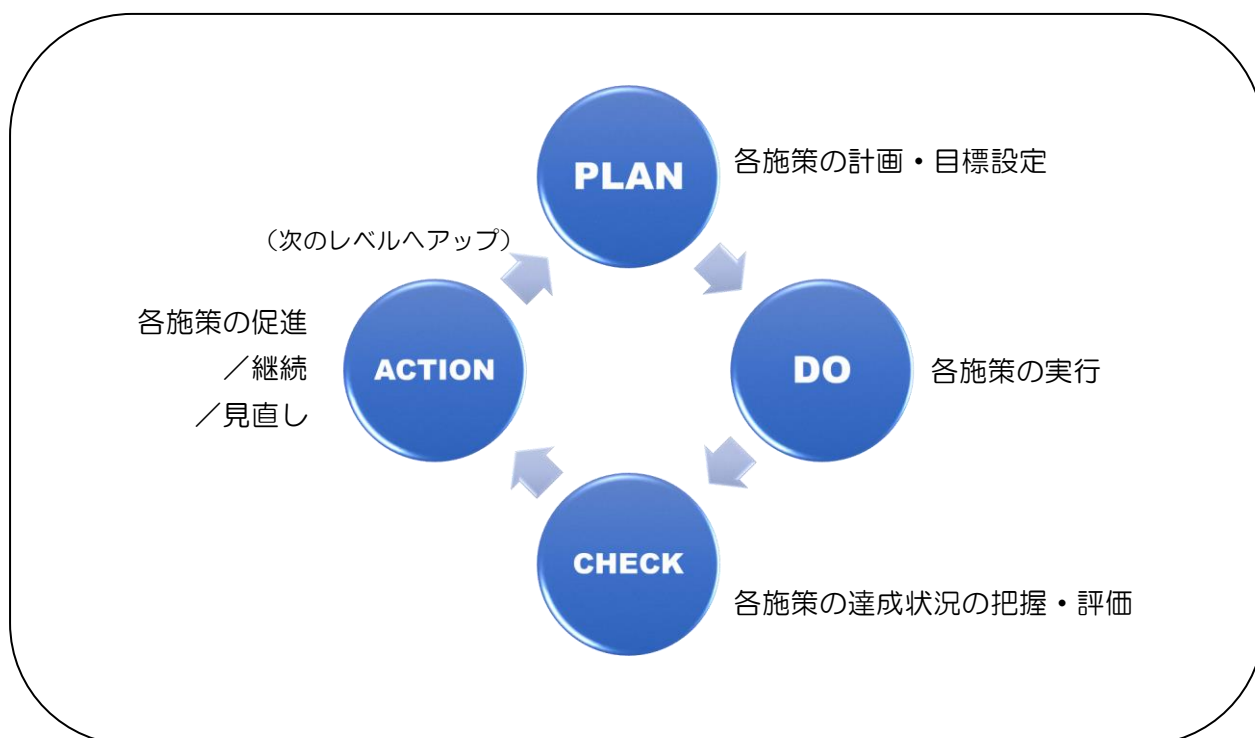 PLAN
各施策の計画・目標設定
（次のレベルへアップ）
各施策の促進
／継続
／見直し
ACTION
DO
各施策の実行
CHECK
各施策の達成状況の把握・評価